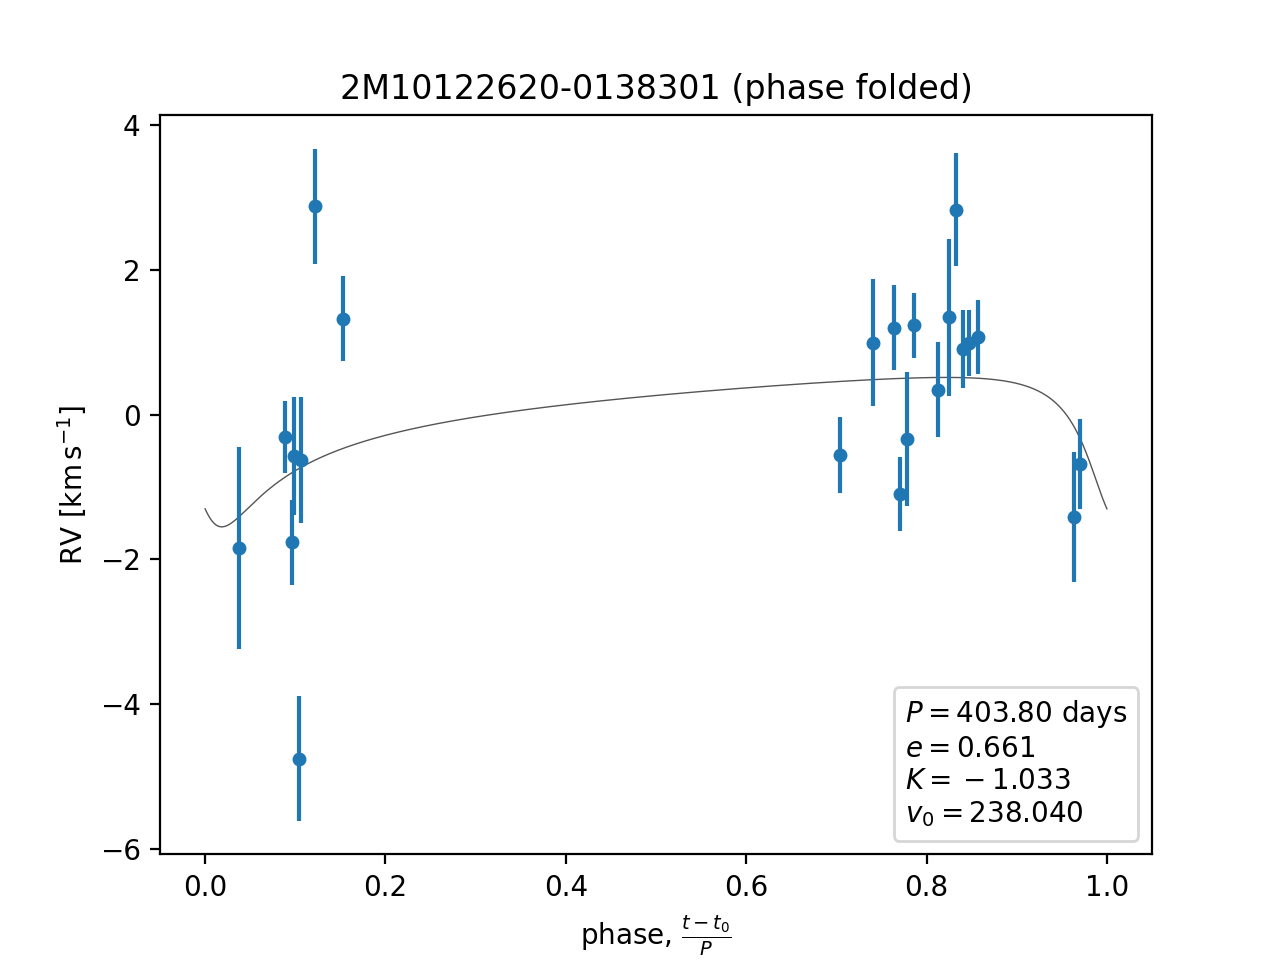 2M10122620-0138301 (phase folded)
RV [km s⁻¹]
4
2
0
−2
−4
−6
P = 403.80 days
e = 0.661
K = −1.033
v₀ = 238.040
0.0 0.2 0.4 0.6 0.8 1.0
phase, (t − t₀)/P